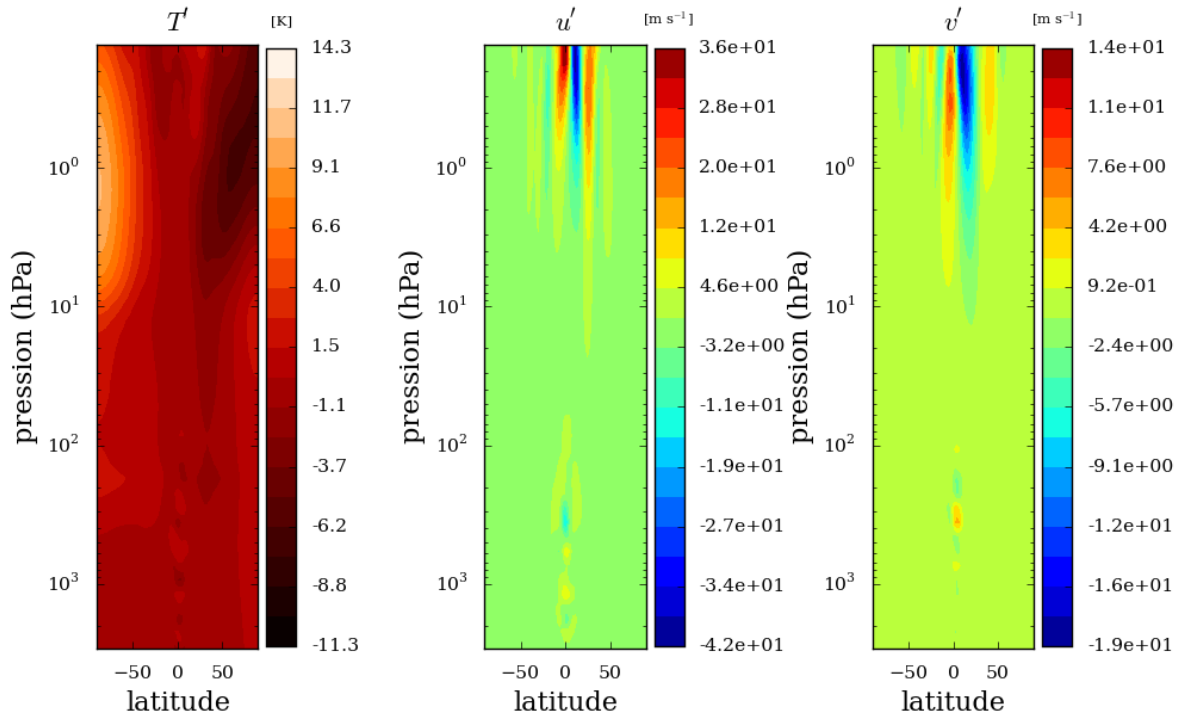 T′ [K]
14.3
11.7
9.1
6.6
4.0
1.5
-1.1
-3.7
-6.2
-8.8
-11.3
10⁰
10¹
10²
10³
pression (hPa)
−50 0 50
latitude
u′ [m s⁻¹]
3.6e+01
2.8e+01
2.0e+01
1.2e+01
4.6e+00
-3.2e+00
-1.1e+01
-1.9e+01
-2.7e+01
-3.4e+01
-4.2e+01
10⁰
10¹
10²
10³
pression (hPa)
−50 0 50
latitude
v′ [m s⁻¹]
1.4e+01
1.1e+01
7.6e+00
4.2e+00
9.2e-01
-2.4e+00
-5.7e+00
-9.1e+00
-1.2e+01
-1.6e+01
-1.9e+01
10⁰
10¹
10²
10³
pression (hPa)
−50 0 50
latitude